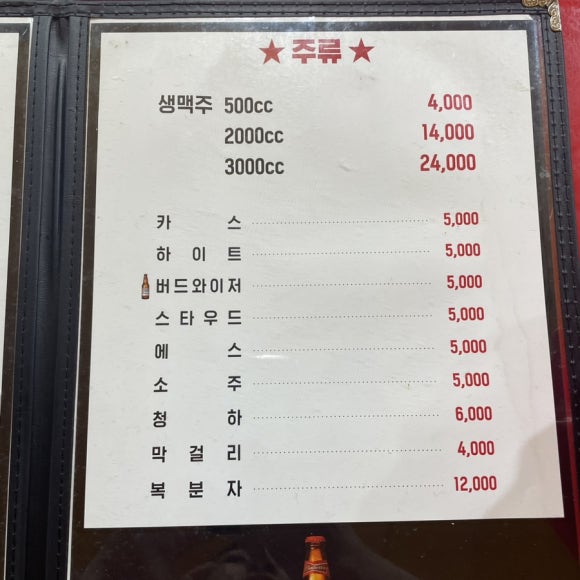 ★ 주류 ★
생맥주 500cc 4,000
2000cc 14,000
3000cc 24,000
카 스 5,000
하 이 트 5,000
버드와이저 5,000
스 타 우 드 5,000
에 스 5,000
소 주 5,000
청 하 6,000
막 걸 리 4,000
복 분 자 12,000